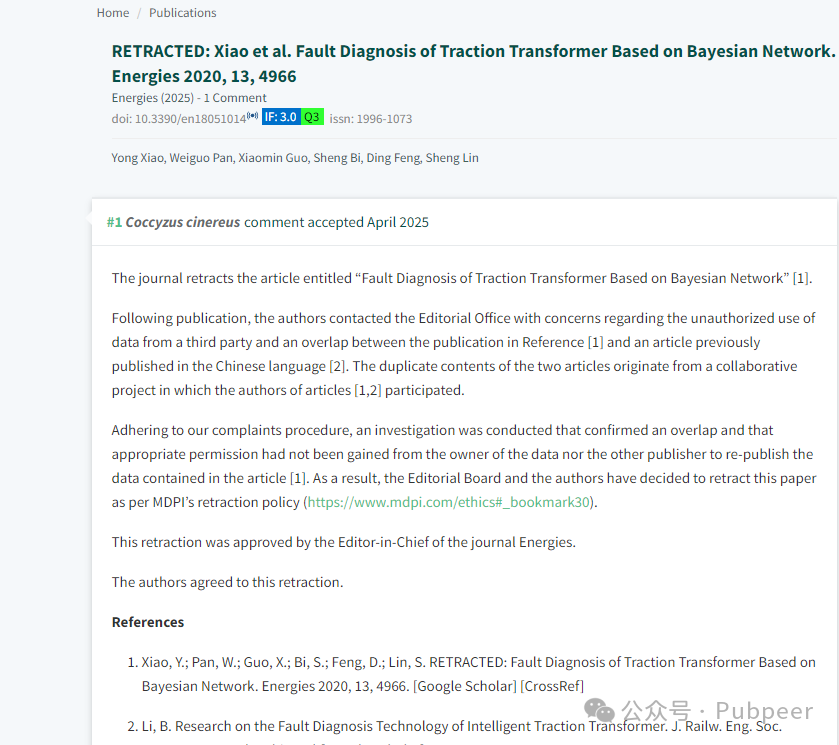 Home / Publications
RETRACTED: Xiao et al. Fault Diagnosis of Traction Transformer Based on Bayesian Network.
Energies 2020, 13, 4966
Energies (2025) - 1 Comment
doi: 10.3390/en18051014 IF: 3.0 Q3 issn: 1996-1073
Yong Xiao, Weiguo Pan, Xiaomin Guo, Sheng Bi, Ding Feng, Sheng Lin
#1 Coccyzus cinereus comment accepted April 2025
The journal retracts the article entitled “Fault Diagnosis of Traction Transformer Based on Bayesian Network” [1].
Following publication, the authors contacted the Editorial Office with concerns regarding the unauthorized use of
data from a third party and an overlap between the publication in Reference [1] and an article previously
published in the Chinese language [2]. The duplicate contents of the two articles originate from a collaborative
project in which the authors of articles [1,2] participated.
Adhering to our complaints procedure, an investigation was conducted that confirmed an overlap and that
appropriate permission had not been gained from the owner of the data nor the other publisher to re-publish the
data contained in the article [1]. As a result, the Editorial Board and the authors have decided to retract this paper
as per MDPI’s retraction policy (https://www.mdpi.com/ethics#_bookmark30).
This retraction was approved by the Editor-in-Chief of the journal Energies.
The authors agreed to this retraction.
References
1. Xiao, Y.; Pan, W.; Guo, X.; Bi, S.; Feng, D.; Lin, S. RETRACTED: Fault Diagnosis of Traction Transformer Based on
Bayesian Network. Energies 2020, 13, 4966. [Google Scholar] [CrossRef]
公众号 · Pubpeer
2. Li, B. Research on the Fault Diagnosis Technology of Intelligent Traction Transformer. J. Railw. Eng. Soc.